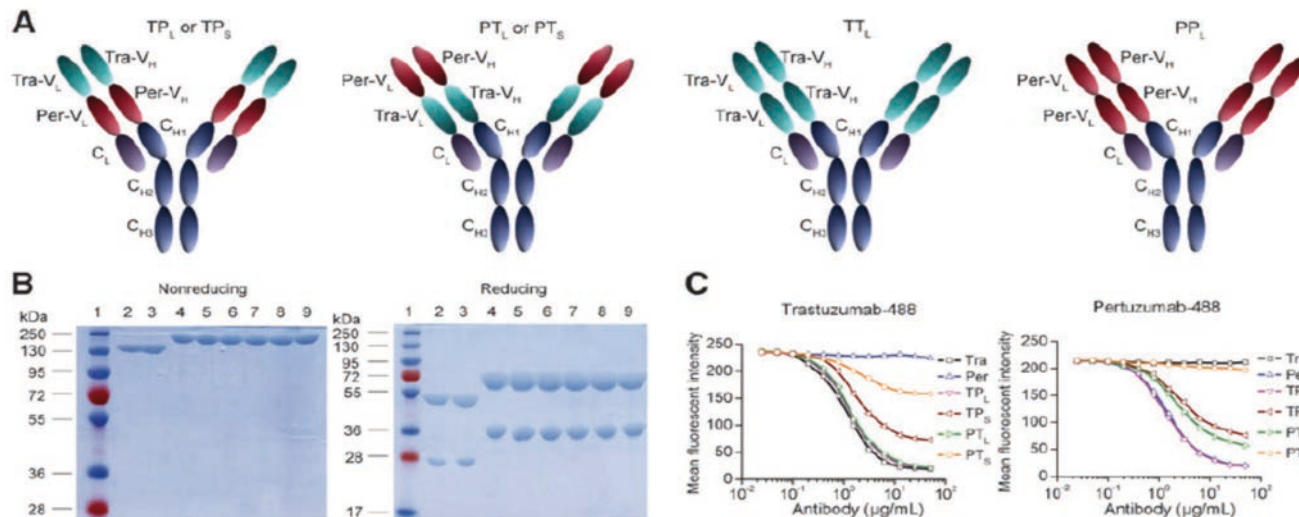 A
TP_L or TP_S
PT_L or PT_S
TT_L
PP_L
Tra-V_H
Tra-V_L
Per-V_H
Per-V_L
C_H1
C_L
C_H2
C_H3
Per-V_H
Per-V_L
Tra-V_H
Tra-V_L
C_H1
C_L
C_H2
Tra-V_H
Tra-V_L
Tra-V_H
Tra-V_L
C_H1
C_L
C_H2
C_H3
Per-V_H
Per-V_L
Per-V_H
Per-V_L
C_H1
C_L
C_H2
C_H3
B
Nonreducing
kDa
1 2 3 4 5 6 7 8 9
250
130
95
72
55
36
28
Reducing
kDa
1 2 3 4 5 6 7 8 9
250
130
95
72
55
36
28
17
C
Trastuzumab-488
Mean fluorescent intensity
250
200
150
100
50
0
10^-2 10^-1 10^0 10^1 10^2
Tra
Per
TP_L
TP_S
PT_L
PT_S
Pertuzumab-488
Mean fluorescent intensity
250
200
150
100
50
0
10^-2 10^-1 10^0 10^1 10^2
Antibody (µg/mL)
Antibody (µg/mL)